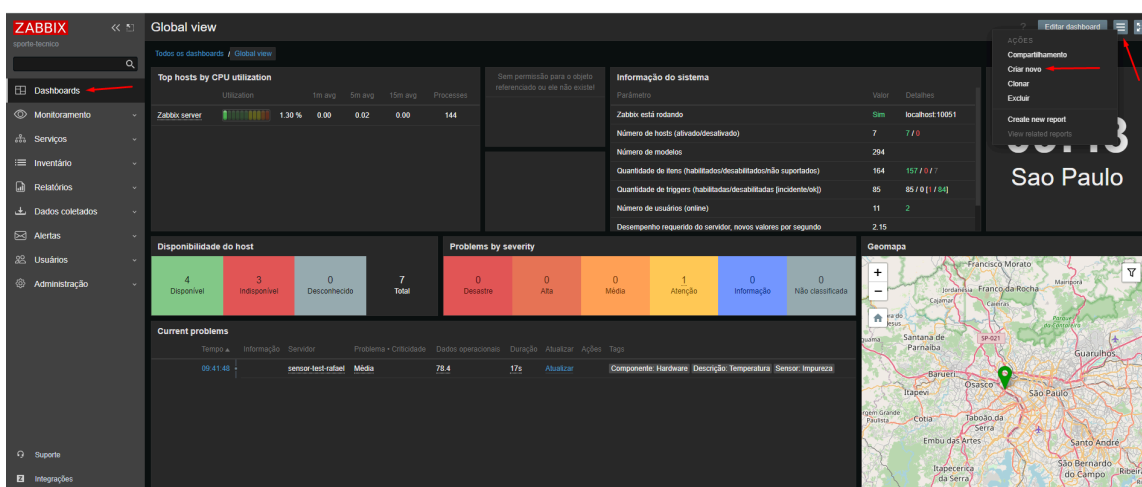 ZABBIX
sporte-tecnico
Dashboards
Monitoramento
Serviços
Inventário
Relatórios
Dados coletados
Alertas
Usuários
Administração
Suporte
Integrações
Global view
? Editar dashboard
Todos os dashboards / Global view
AÇÕES
Compartilhamento
Criar novo
Clonar
Excluir
Create new report
View related reports
Top hosts by CPU utilization
Utilization 1m avg 5m avg 15m avg Processes
Zabbix server 1.30 % 0.00 0.02 0.00 144
Sem permissão para o objeto
referenciado ou ele não existe!
Informação do sistema
Parâmetro Valor Detalhes
Zabbix está rodando Sim localhost:10051
Número de hosts (ativado/desativado) 7 7 / 0
Número de modelos 294
Quantidade de itens (habilitados/desabilitados/não suportados) 164 157 / 0 / 7
Quantidade de triggers (habilitadas/desabilitadas [incidente/ok]) 85 85 / 0 [1 / 84]
Número de usuários (online) 11 2
Desempenho requerido do servidor, novos valores por segundo 2.15
Sao Paulo
Disponibilidade do host
4 3 0 7
Disponível Indisponível Desconhecido Total
Problems by severity
0 0 0 1 0 0
Desastre Alta Média Atenção Informação Não classificada
Current problems
Tempo Informação Servidor Problema • Criticidade Dados operacionais Duração Atualizar Ações Tags
09:41:48 sensor-test-rafael Média 78.4 17s Atualizar Componente: Hardware Descrição: Temperatura Sensor: Impureza
Geomapa
+
−
Francisco Morato
Mairiporã
Jordanésia Franco da Rocha
Cajamar Caieiras
Parque
da Cantareira
Santana de
Parnaíba
SP-021
Guarulhos
Barueri
Osasco
Itapevi
São Paulo
Cotia
Taboão da
Serra
Embu das Artes
Santo André
Itapecerica
da Serra
São Bernardo
do Campo